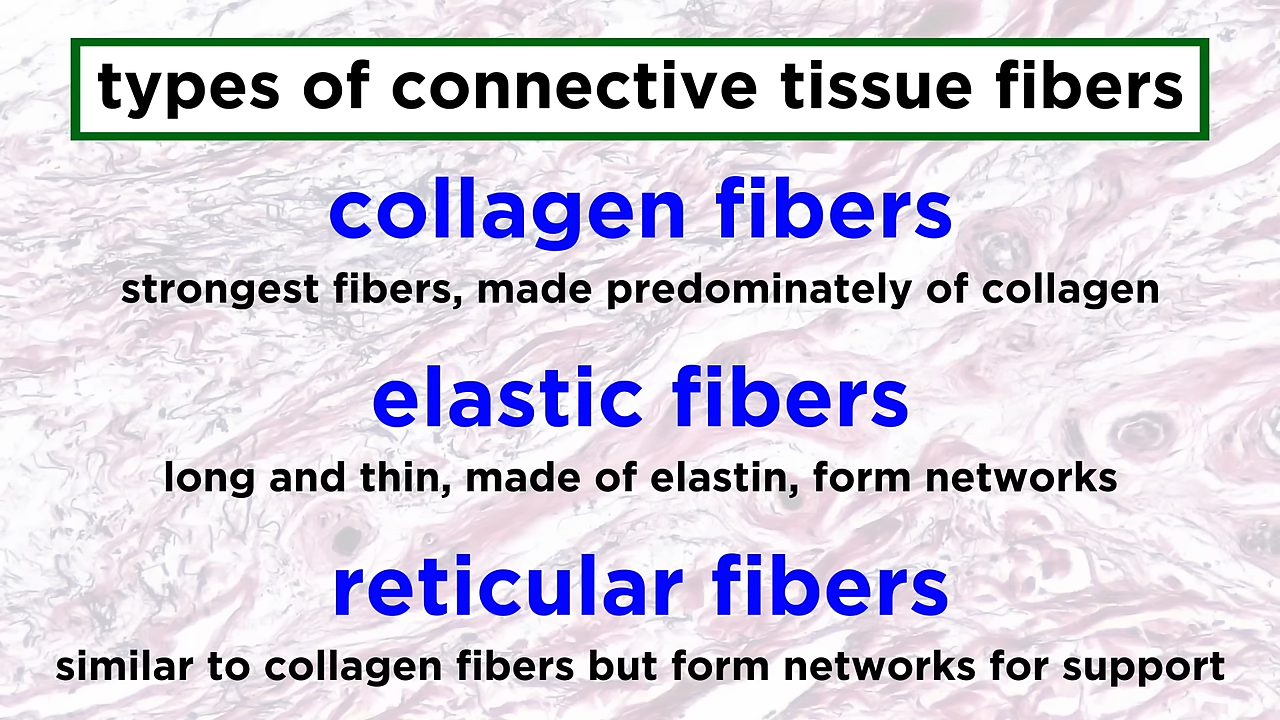 types of connective tissue fibers
collagen fibers
strongest fibers, made predominately of collagen
elastic fibers
long and thin, made of elastin, form networks
reticular fibers
similar to collagen fibers but form networks for support